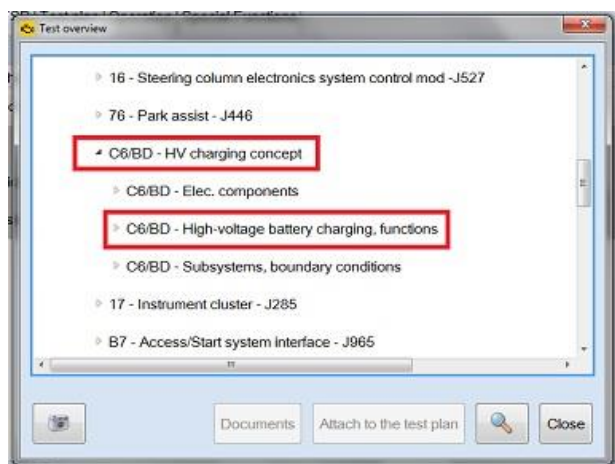 Test overview
16 - Steering column electronics system control mod -J527
76 - Park assist - J446
C6/BD - HV charging concept
C6/BD - Elec. components
C6/BD - High-voltage battery charging, functions
C6/BD - Subsystems, boundary conditions
17 - Instrument cluster - J285
B7 - Access/Start system interface - J965
Documents
Attach to the test plan
Close